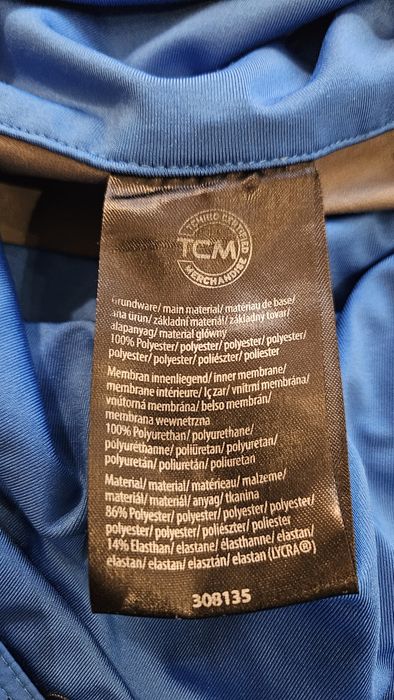 TCHIBO CERTIFIED
TCM
MERCHANDISE
Grundware/ main material/ matériau de base/
ana ürün/ základní materiál/ základný tovar/
alapanyag/ materiał główny
100% Polyester/ polyester/ polyester/ polyester/
polyester/ polyester/ poliészter/ poliester
Membran innenliegend/ inner membrane/
membrane intérieure/ İç zar/ vnitřní membrána/
vnútorná membrána/ belso membrán/
membrana wewnetrzna
100% Polyurethan/ polyurethane/
polyuréthanne/ poliüretan/ polyuretan/
polyuretán/ poliuretán/ poliuretan
Material/ material/ matérieau/ malzeme/
materiál/ materiál/ anyag/ tkanina
86% Polyester/ polyester/ polyester/ polyester/
polyester/ polyester/ poliészter/ poliester
14% Elasthan/ elastane/ élasthanne/ elastan/
elastan/ elastan/ elasztán/ elastan (LYCRA®)
308135